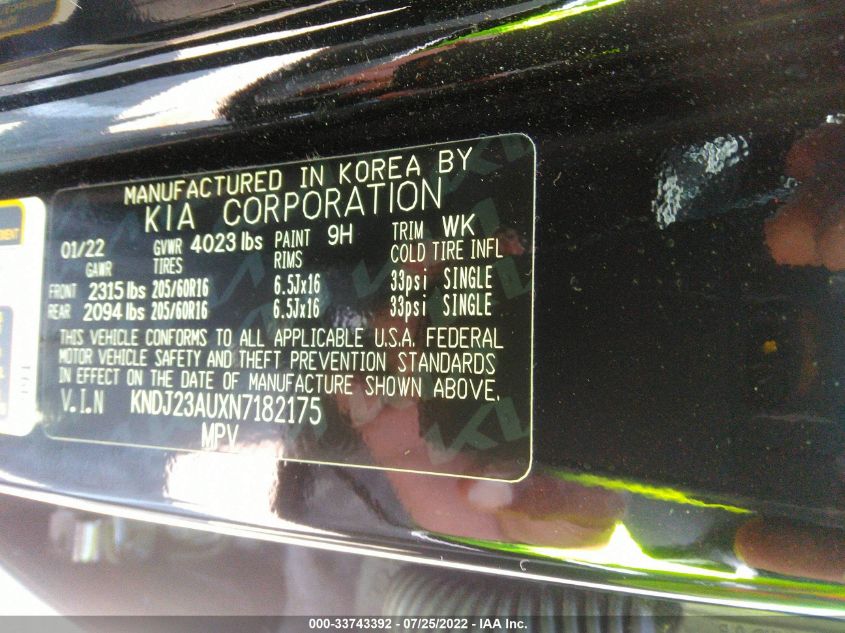 MANUFACTURED IN KOREA BY
KIA CORPORATION
01/22 GVWR 4023 lbs PAINT 9H TRIM WK
GAWR TIRES RIMS COLD TIRE INFL
FRONT 2315 lbs 205/60R16 6.5Jx16 33psi SINGLE
REAR 2094 lbs 205/60R16 6.5Jx16 33psi SINGLE
THIS VEHICLE CONFORMS TO ALL APPLICABLE U.S.A. FEDERAL
MOTOR VEHICLE SAFETY AND THEFT PREVENTION STANDARDS
IN EFFECT ON THE DATE OF MANUFACTURE SHOWN ABOVE.
V.I.N KNDJ23AUXN7182175
MPV
000-33743392 - 07/25/2022 - IAA Inc.